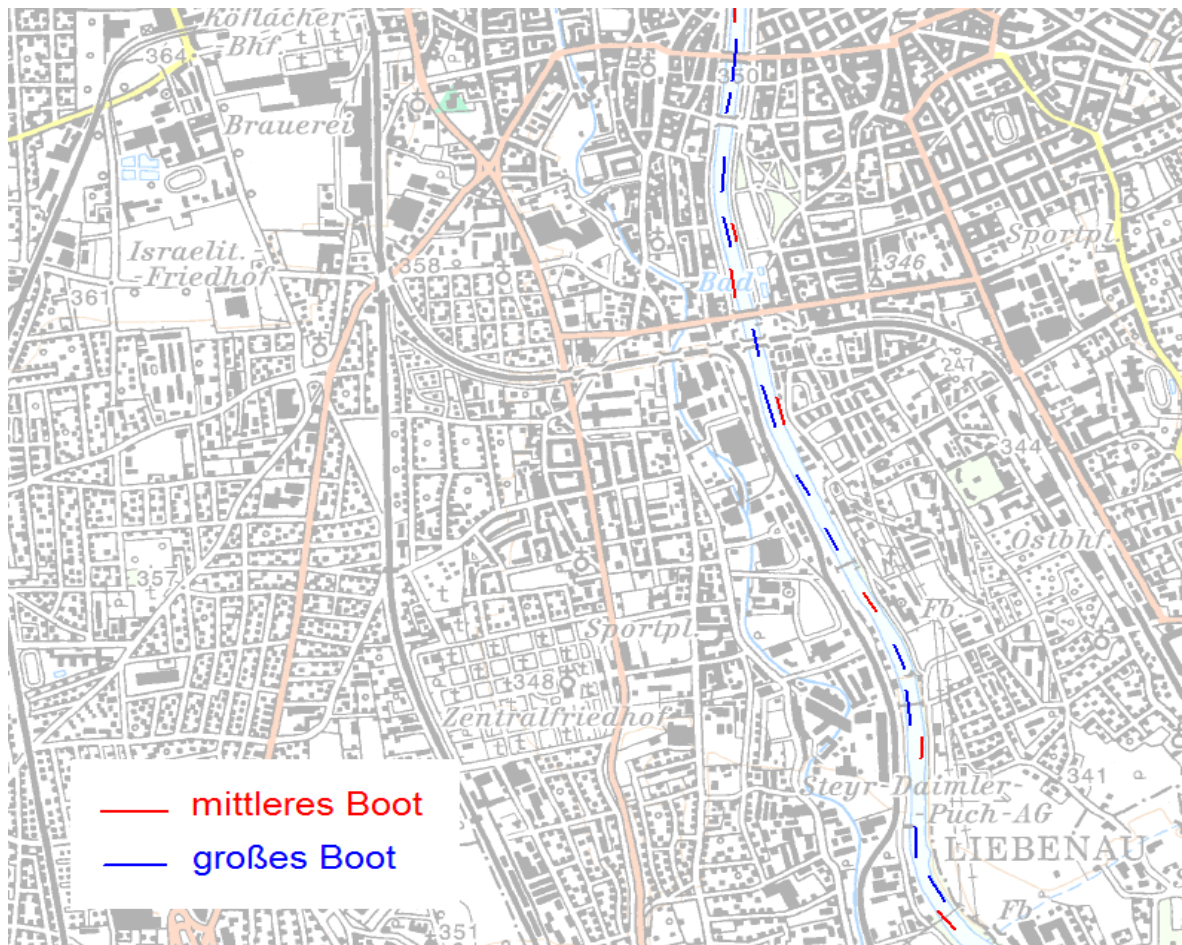 Köflacher
-Bhf.
364
350
Brauerei
Israelit.
-Friedhof
358
361
Sportpl.
346
Bad
247
344
Ostbhf.
357
Fb
Sportpl.
348
Zentralfriedhof
341
Steyr-Daimler-
-Puch-AG
LIEBENAU
mittleres Boot
großes Boot
Fb
351